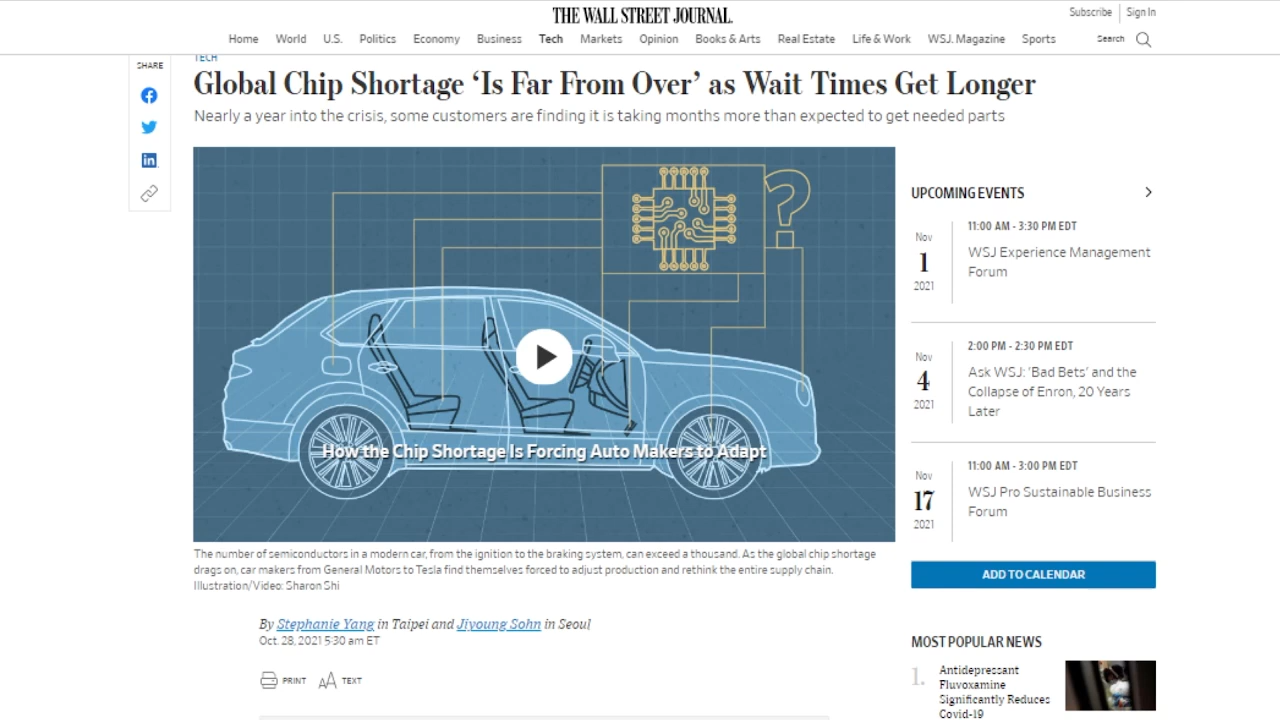 THE WALL STREET JOURNAL.
Subscribe
Sign In
Home World U.S. Politics Economy Business Tech Markets Opinion Books & Arts Real Estate Life & Work WSJ. Magazine Sports
Search
SHARE
TECH
Global Chip Shortage ‘Is Far From Over’ as Wait Times Get Longer
Nearly a year into the crisis, some customers are finding it is taking months more than expected to get needed parts
?
How the Chip Shortage Is Forcing Auto Makers to Adapt
The number of semiconductors in a modern car, from the ignition to the braking system, can exceed a thousand. As the global chip shortage
drags on, car makers from General Motors to Tesla find themselves forced to adjust production and rethink the entire supply chain.
Illustration/Video: Sharon Shi
By Stephanie Yang in Taipei and Jiyoung Sohn in Seoul
Oct. 28, 2021 5:30 am ET
PRINT
AA TEXT
UPCOMING EVENTS
Nov
1
2021
11:00 AM - 3:30 PM EDT
WSJ Experience Management
Forum
Nov
4
2021
2:00 PM - 2:30 PM EDT
Ask WSJ: ‘Bad Bets’ and the
Collapse of Enron, 20 Years
Later
Nov
17
2021
11:00 AM - 3:00 PM EDT
WSJ Pro Sustainable Business
Forum
ADD TO CALENDAR
MOST POPULAR NEWS
1.
Antidepressant
Fluvoxamine
Significantly Reduces
Covid-19